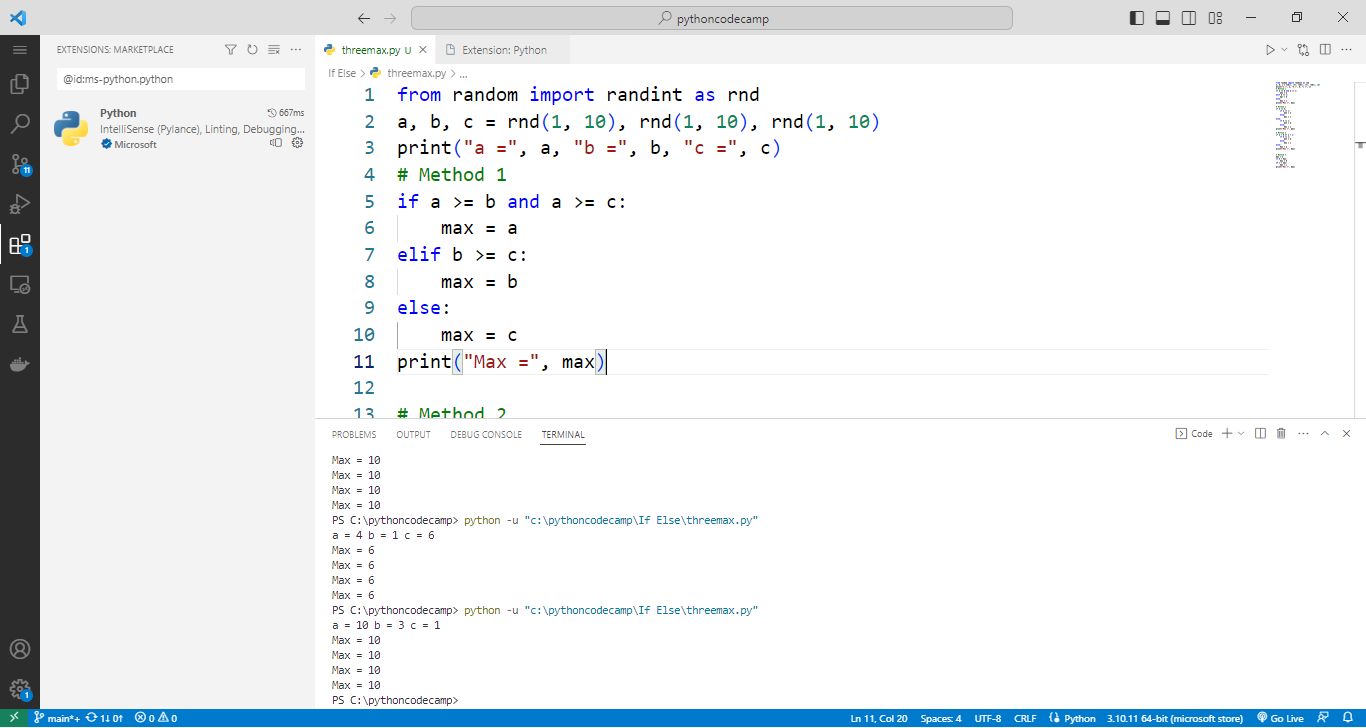 pythoncodecamp
EXTENSIONS: MARKETPLACE
@id:ms-python.python
Python
667ms
IntelliSense (Pylance), Linting, Debugging...
Microsoft
11
1
1
threemax.py U
Extension: Python
If Else > threemax.py > ...
1 from random import randint as rnd
2 a, b, c = rnd(1, 10), rnd(1, 10), rnd(1, 10)
3 print("a =", a, "b =", b, "c =", c)
4 # Method 1
5 if a >= b and a >= c:
6 max = a
7 elif b >= c:
8 max = b
9 else:
10 max = c
11 print("Max =", max)
12
13 # Method 2
PROBLEMS OUTPUT DEBUG CONSOLE TERMINAL
Code
Max = 10
Max = 10
Max = 10
Max = 10
PS C:\pythoncodecamp> python -u "c:\pythoncodecamp\If Else\threemax.py"
a = 4 b = 1 c = 6
Max = 6
Max = 6
Max = 6
Max = 6
PS C:\pythoncodecamp> python -u "c:\pythoncodecamp\If Else\threemax.py"
a = 10 b = 3 c = 1
Max = 10
Max = 10
Max = 10
Max = 10
PS C:\pythoncodecamp>
main*+ 1↓ 0↑ 0 0 Ln 11, Col 20 Spaces: 4 UTF-8 CRLF Python 3.10.11 64-bit (microsoft store) Go Live